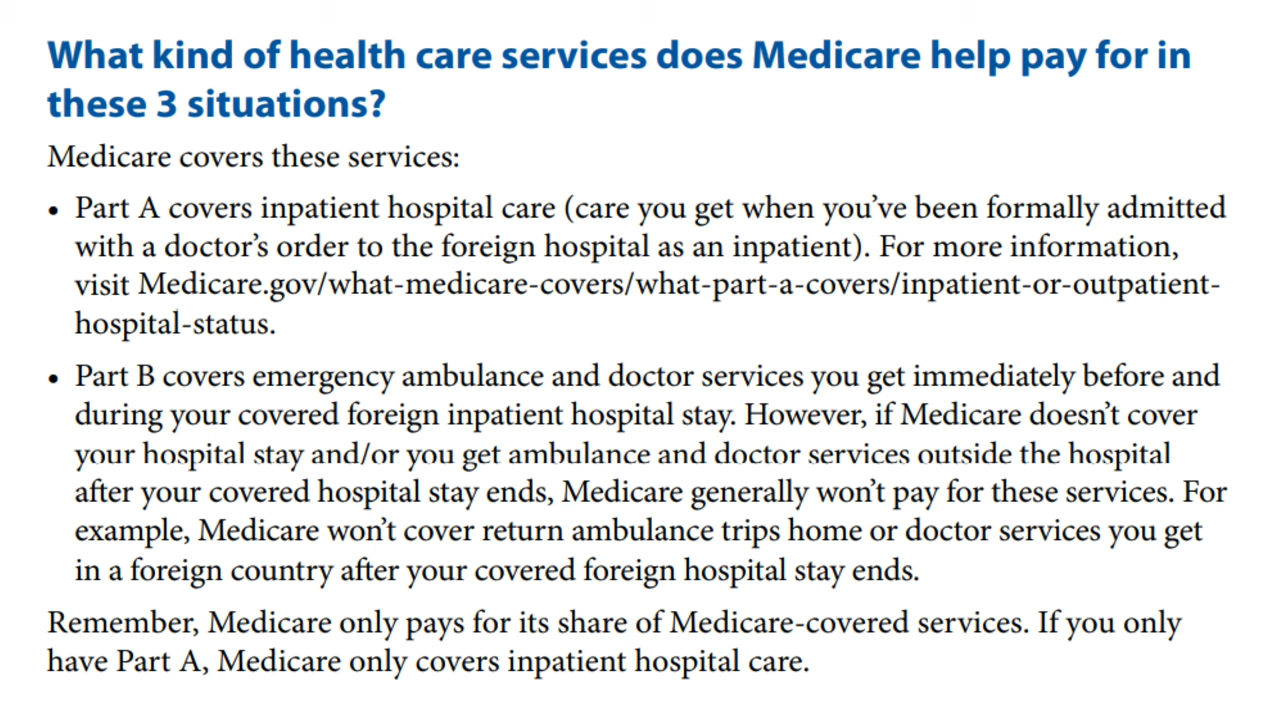 What kind of health care services does Medicare help pay for in
these 3 situations?
Medicare covers these services:
• Part A covers inpatient hospital care (care you get when you’ve been formally admitted
with a doctor’s order to the foreign hospital as an inpatient). For more information,
visit Medicare.gov/what-medicare-covers/what-part-a-covers/inpatient-or-outpatient-
hospital-status.
• Part B covers emergency ambulance and doctor services you get immediately before and
during your covered foreign inpatient hospital stay. However, if Medicare doesn’t cover
your hospital stay and/or you get ambulance and doctor services outside the hospital
after your covered hospital stay ends, Medicare generally won’t pay for these services. For
example, Medicare won’t cover return ambulance trips home or doctor services you get
in a foreign country after your covered foreign hospital stay ends.
Remember, Medicare only pays for its share of Medicare-covered services. If you only
have Part A, Medicare only covers inpatient hospital care.